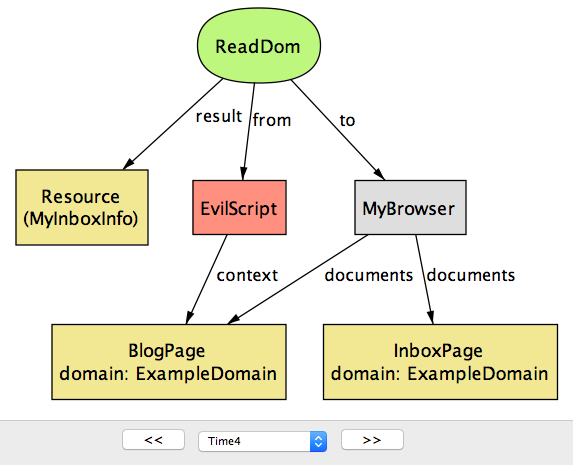 ReadDom
result
from
to
Resource
(MyInboxInfo)
EvilScript
MyBrowser
context
documents
documents
BlogPage
domain: ExampleDomain
InboxPage
domain: ExampleDomain
<<
Time4
>>